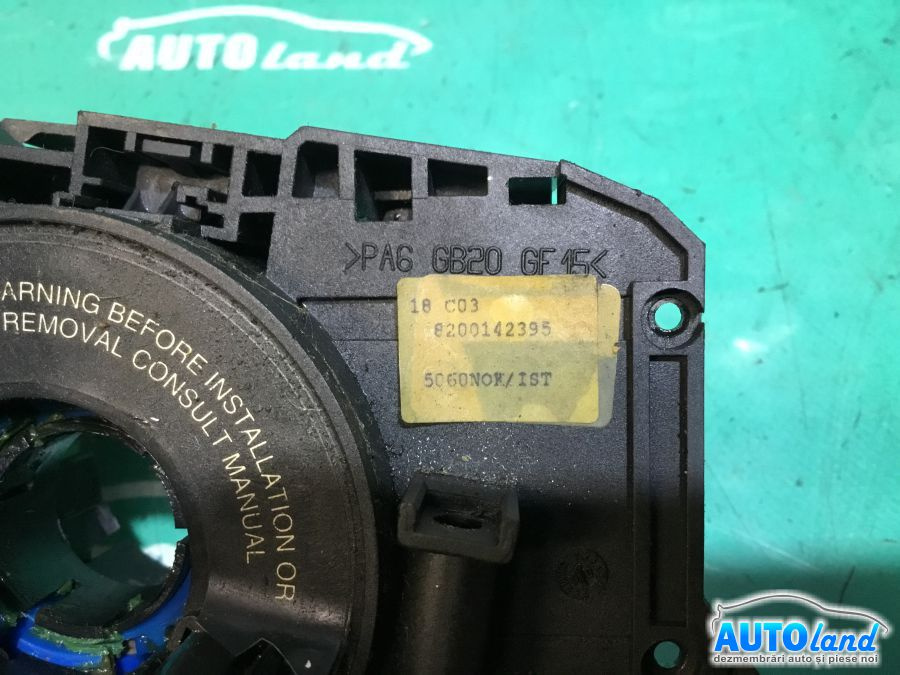 AUTOland
>PA6 GB20 GF15<
18 C03
8200142395
5060NOK/IST
ARNING BEFORE INSTALLATION OR
REMOVAL CONSULT MANUAL
AUTOland
dezmembrări auto și piese noi